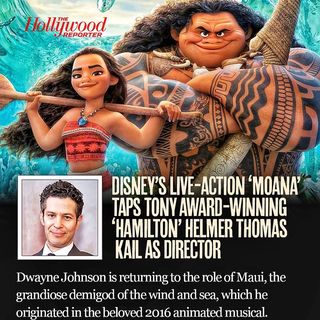 THE
Hollywood
REPORTER
DISNEY'S LIVE-ACTION 'MOANA'
TAPS TONY AWARD-WINNING
'HAMILTON' HELMER THOMAS
KAIL AS DIRECTOR
Dwayne Johnson is returning to the role of Maui, the
grandiose demigod of the wind and sea, which he
originated in the beloved 2016 animated musical.